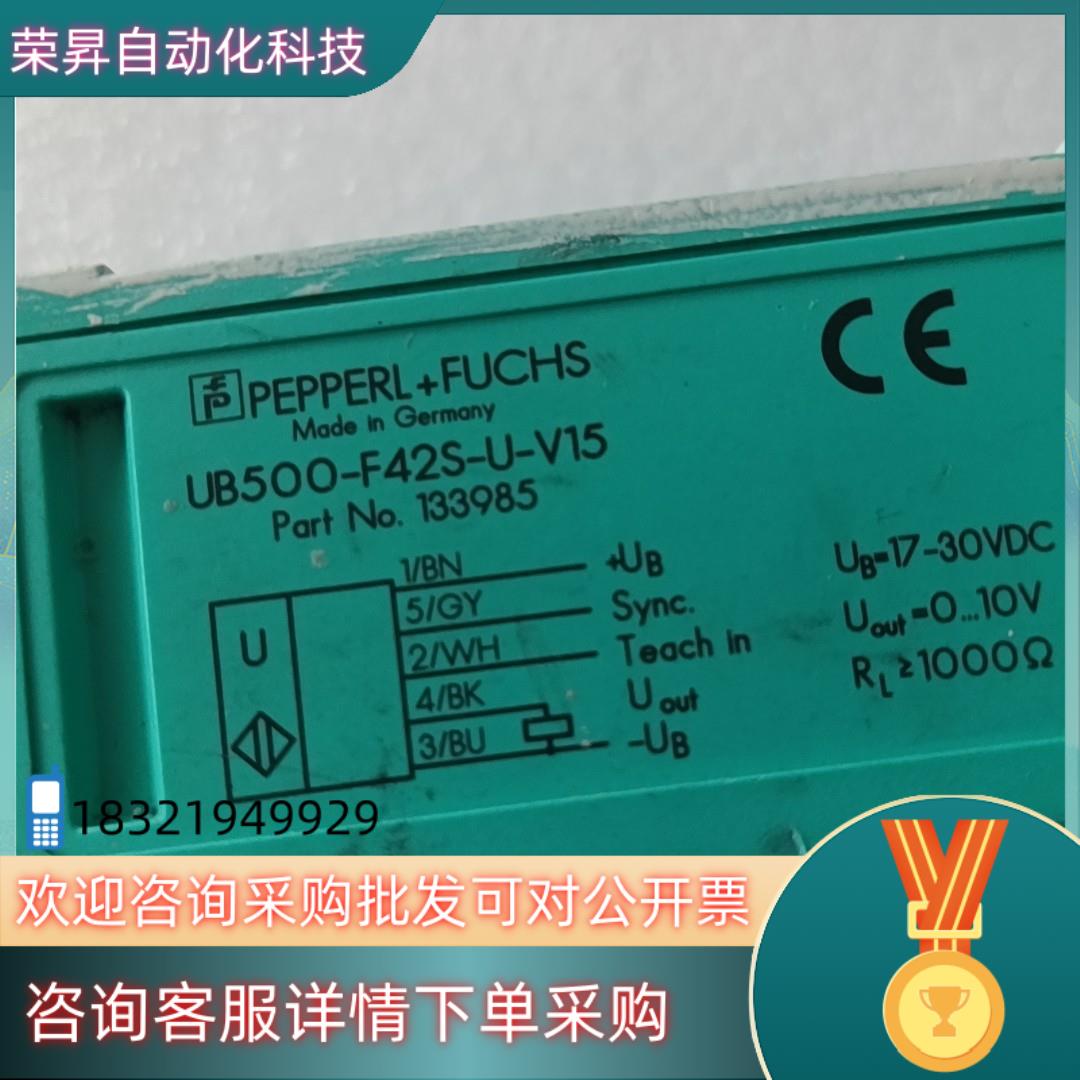 荣昇自动化科技
PEPPERL+FUCHS
Made in Germany
UB500-F42S-U-V15
Part No. 133985
CE
1/BN +UB
5/GY Sync.
2/WH Teach in
4/BK Uout
3/BU -UB
U
UB=17-30VDC
Uout=0...10V
RL≥1000Ω
18321949929
欢迎咨询采购批发可对公开票
咨询客服详情下单采购